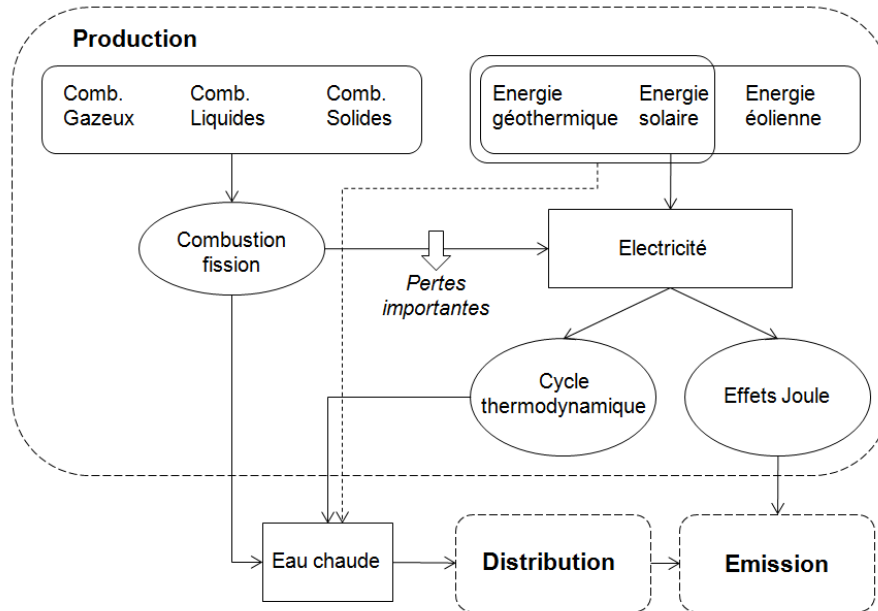 Production
Comb. Gazeux
Comb. Liquides
Comb. Solides
Energie géothermique
Energie solaire
Energie éolienne
Combustion
fission
Pertes
importantes
Electricité
Cycle
thermodynamique
Effets Joule
Eau chaude
Distribution
Emission